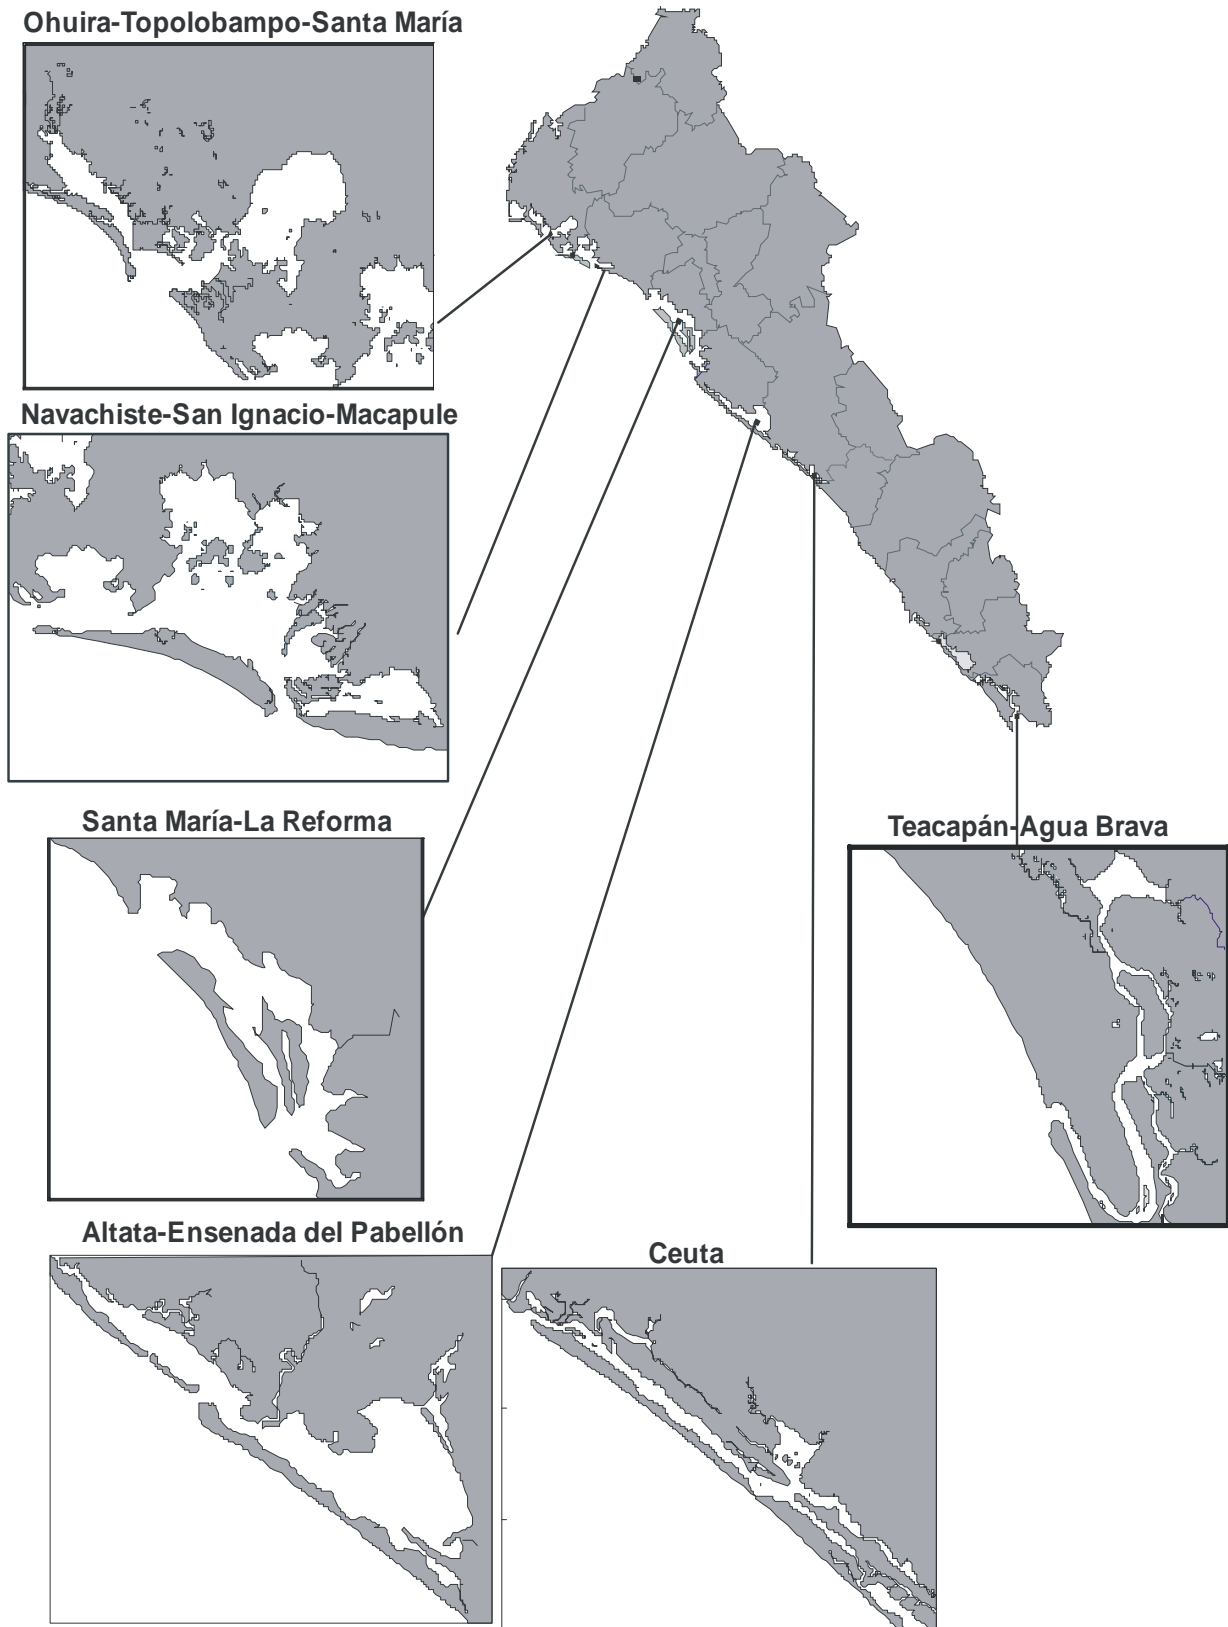 Ohuira-Topolobampo-Santa María
Navachiste-San Ignacio-Macapule
Santa María-La Reforma
Teacapán-Agua Brava
Altata-Ensenada del Pabellón
Ceuta